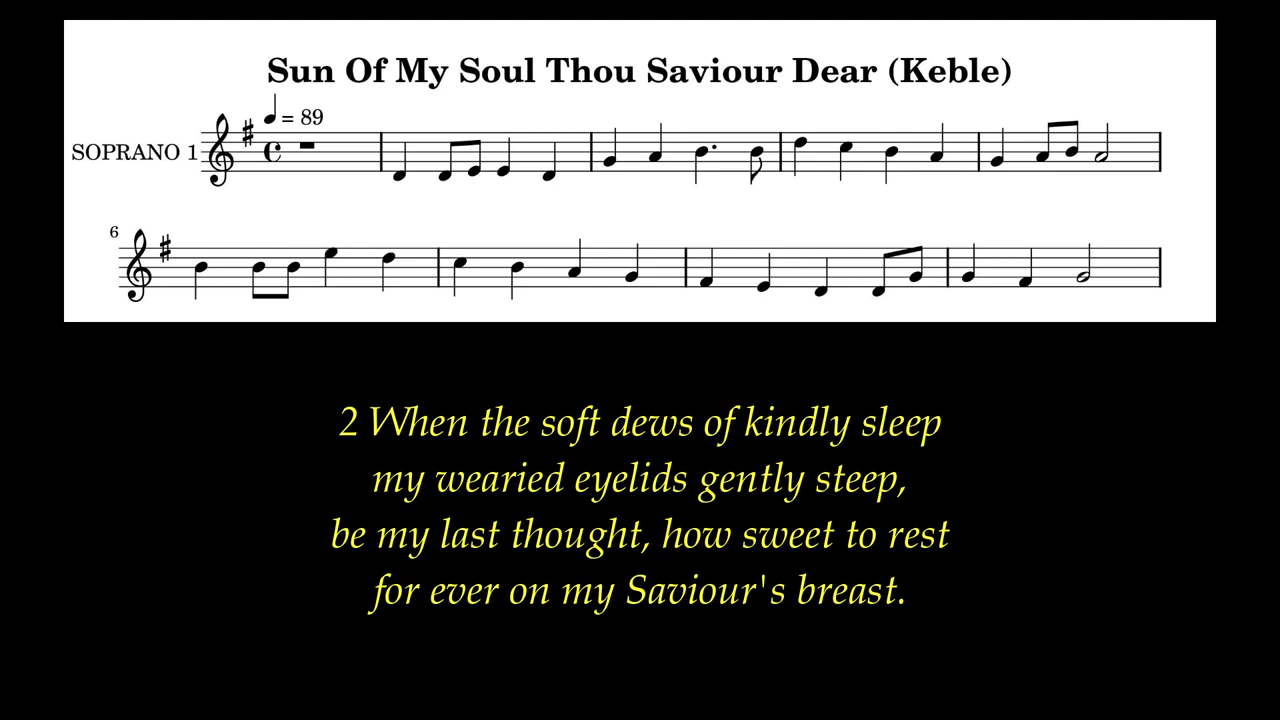 Sun Of My Soul Thou Saviour Dear (Keble)
= 89
SOPRANO 1
6
2 When the soft dews of kindly sleep
my wearied eyelids gently steep,
be my last thought, how sweet to rest
for ever on my Saviour's breast.